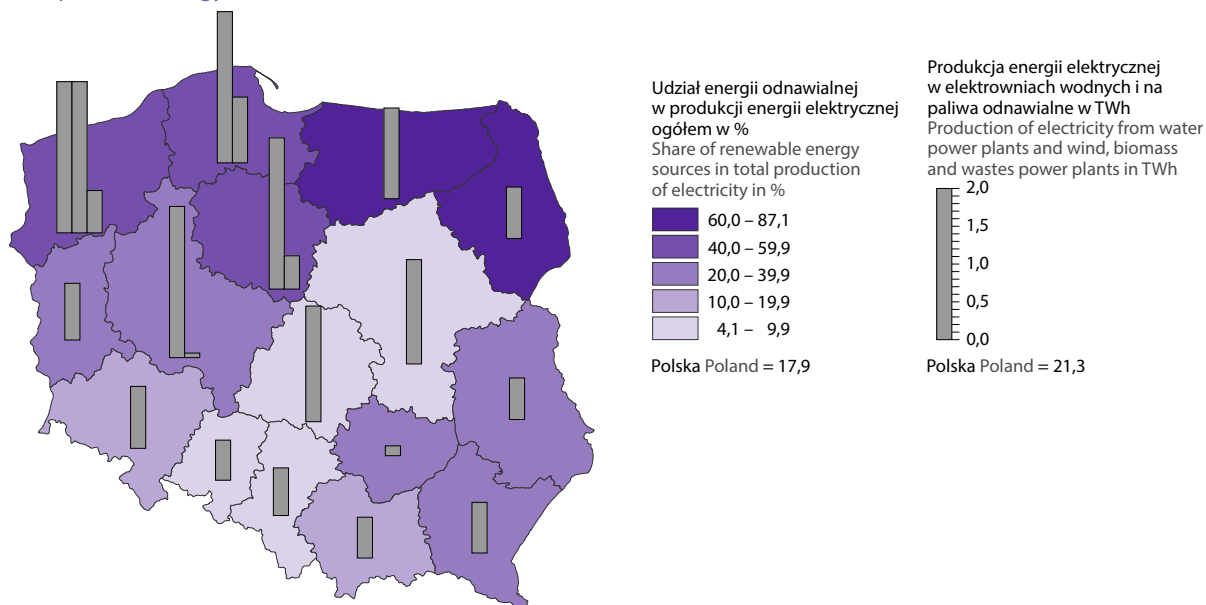 Udział energii odnawialnej
w produkcji energii elektrycznej
ogółem w %
Share of renewable energy
sources in total production
of electricity in %
60,0 – 87,1
40,0 – 59,9
20,0 – 39,9
10,0 – 19,9
4,1 – 9,9
Polska Poland = 17,9
Produkcja energii elektrycznej
w elektrowniach wodnych i na
paliwa odnawialne w TWh
Production of electricity from water
power plants and wind, biomass
and wastes power plants in TWh
2,0
1,5
1,0
0,5
0,0
Polska Poland = 21,3